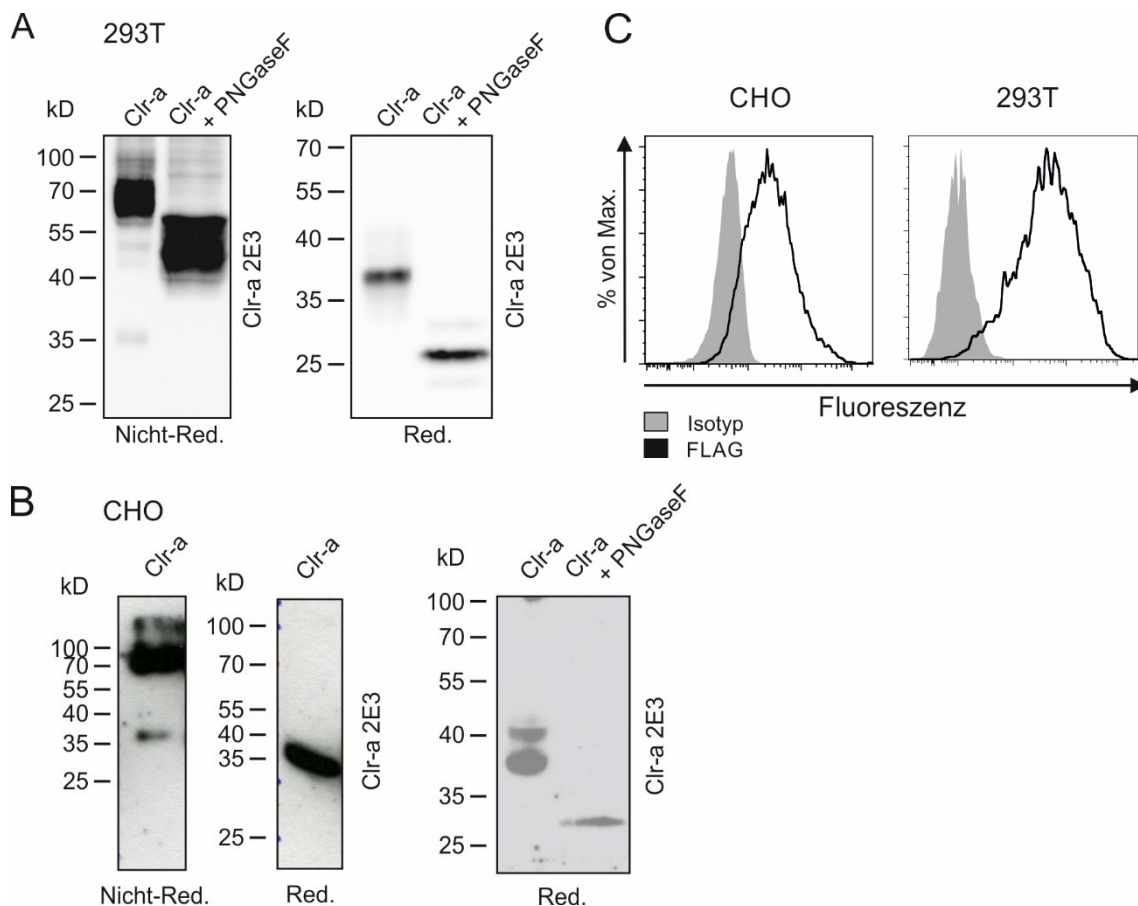 A
293T
kD
Clr-a
Clr-a + PNGaseF
100
70
55
40
35
25
Clr-a 2E3
Nicht-Red.
kD
Clr-a
Clr-a + PNGaseF
70
55
40
35
25
Clr-a 2E3
Red.
B
CHO
kD
Clr-a
100
70
55
40
35
25
Nicht-Red.
kD
Clr-a
100
70
55
40
35
25
Clr-a 2E3
Red.
kD
Clr-a
Clr-a + PNGaseF
100
70
55
40
35
25
Clr-a 2E3
Red.
C
CHO
293T
% von Max.
Fluoreszenz
Isotyp
FLAG